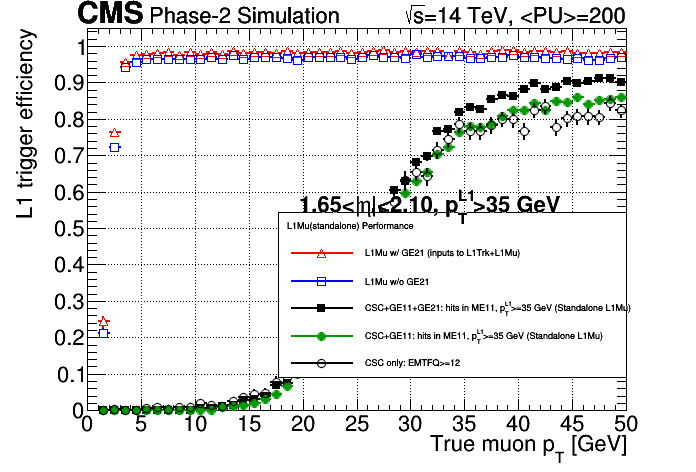 CMS Phase-2 Simulation √s=14 TeV, <PU>=200
L1 trigger efficiency
1
0.9
0.8
0.7
0.6
0.5
0.4
0.3
0.2
0.1
0
1.65<|η|<2.10, p_T^L1>35 GeV
L1Mu(standalone) Performance
L1Mu w/ GE21 (inputs to L1Trk+L1Mu)
L1Mu w/o GE21
CSC+GE11+GE21: hits in ME11, p_T^L1>=35 GeV (Standalone L1Mu)
CSC+GE11: hits in ME11, p_T^L1>=35 GeV (Standalone L1Mu)
CSC only: EMTFQ>=12
0 5 10 15 20 25 30 35 40 45 50
True muon p_T [GeV]